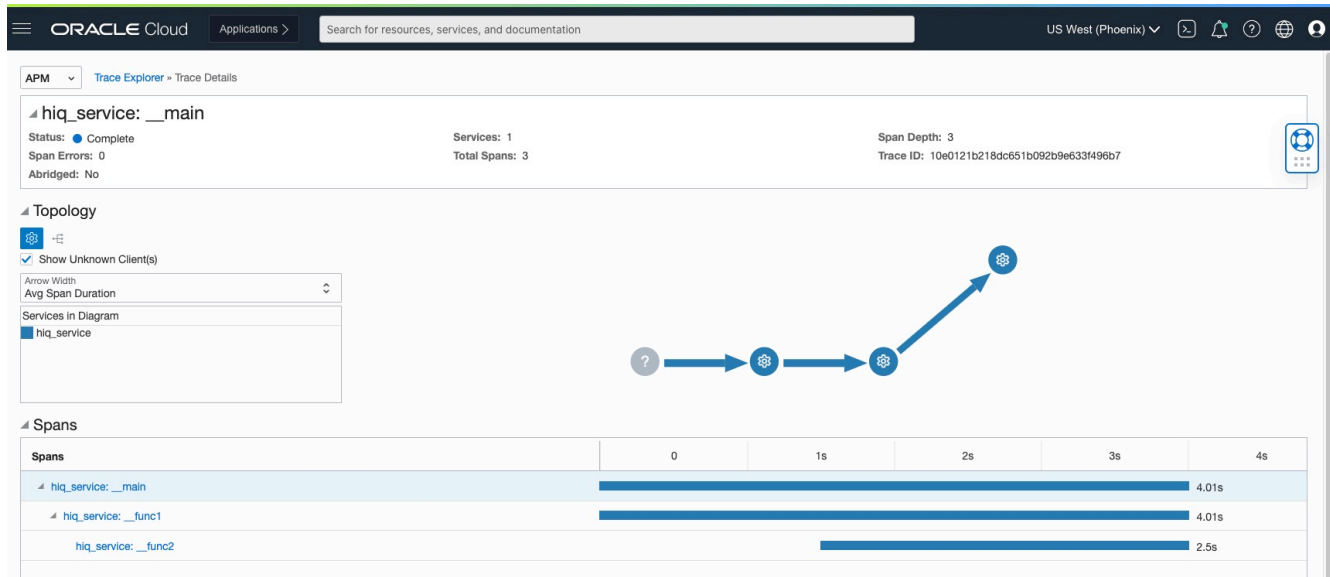 ORACLE Cloud Applications > Search for resources, services, and documentation US West (Phoenix)
APM Trace Explorer » Trace Details
hiq_service: __main
Status: Complete Services: 1 Span Depth: 3
Span Errors: 0 Total Spans: 3 Trace ID: 10e0121b218dc651b092b9e633f496b7
Abridged: No
Topology
Show Unknown Client(s)
Arrow Width
Avg Span Duration
Services in Diagram
hiq_service
?
Spans
Spans 0 1s 2s 3s 4s
hiq_service: __main 4.01s
hiq_service: __func1 4.01s
hiq_service: __func2 2.5s